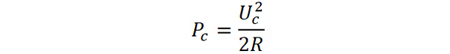 P_c = U_c^2 / 2R